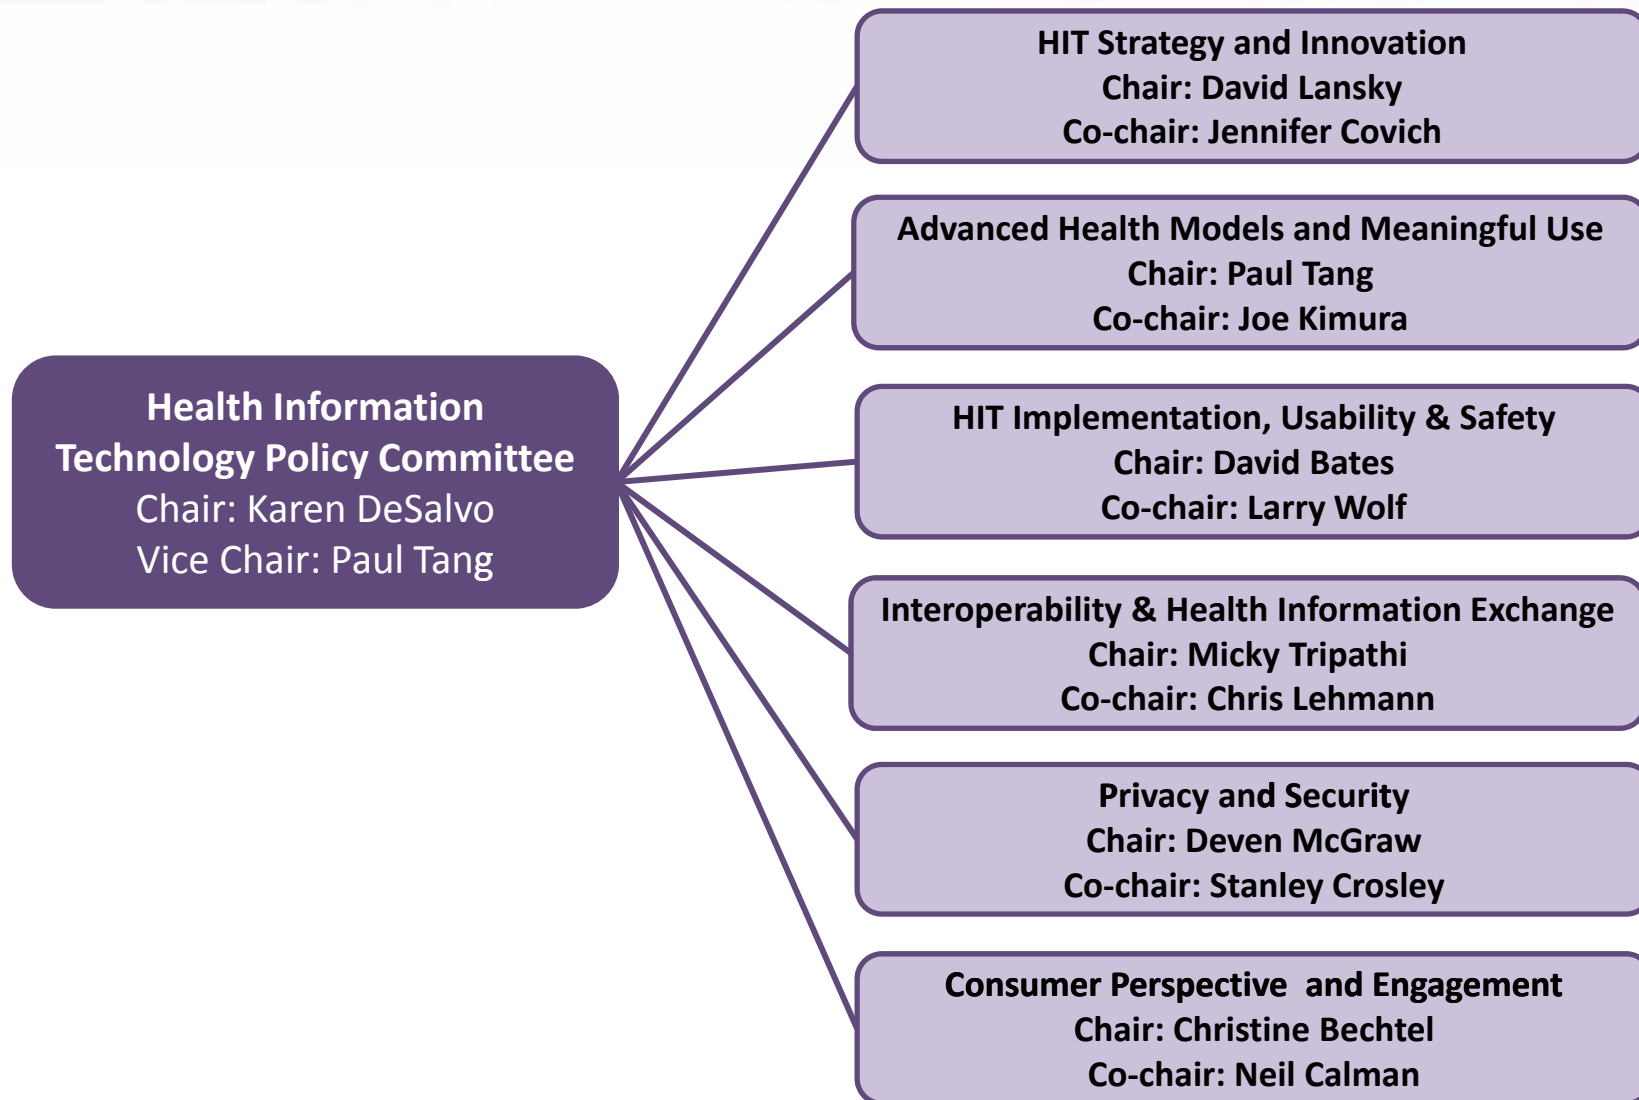 Health Information
Technology Policy Committee
Chair: Karen DeSalvo
Vice Chair: Paul Tang
HIT Strategy and Innovation
Chair: David Lansky
Co-chair: Jennifer Covich
Advanced Health Models and Meaningful Use
Chair: Paul Tang
Co-chair: Joe Kimura
HIT Implementation, Usability & Safety
Chair: David Bates
Co-chair: Larry Wolf
Interoperability & Health Information Exchange
Chair: Micky Tripathi
Co-chair: Chris Lehmann
Privacy and Security
Chair: Deven McGraw
Co-chair: Stanley Crosley
Consumer Perspective  and Engagement
Chair: Christine Bechtel
Co-chair: Neil Calman